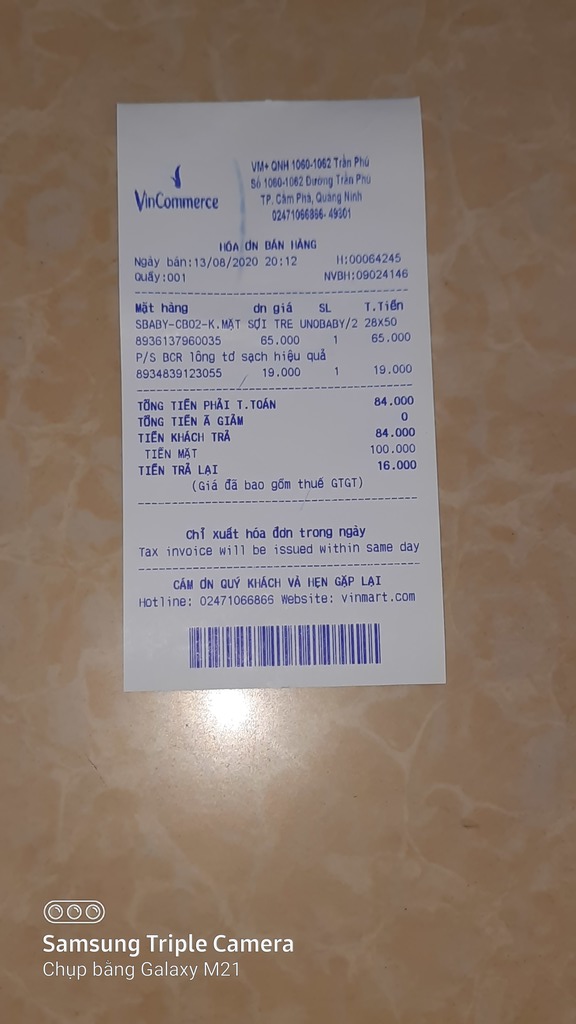 VinCommerce
VM+ QNH 1060-1062 Trần Phú
Số 1060-1062 Đường Trần Phú
TP. Cẩm Phả, Quảng Ninh
02471066866- 49301
HÓA ƠN BÁN HÀNG
Ngày bán:13/08/2020 20:12 H:00064245
Quầy:001 NVBH:09024146
Mặt hàng ơn giá SL T.Tiền
SBABY-CB02-K.MẶT SỢI TRE UNOBABY/2 28X50
8936137960035 65.000 1 65.000
P/S BCR lông tơ sạch hiệu quả
8934839123055 19.000 1 19.000
TỔNG TIỀN PHẢI T.TOÁN 84.000
TỔNG TIỀN Ã GIẢM 0
TIỀN KHÁCH TRẢ 84.000
TIỀN MẶT 100.000
TIỀN TRẢ LẠI 16.000
(Giá đã bao gồm thuế GTGT)
Chỉ xuất hóa đơn trong ngày
Tax invoice will be issued within same day
CẢM ƠN QUÝ KHÁCH VÀ HẸN GẶP LẠI
Hotline: 02471066866 Website: vinmart.com
Samsung Triple Camera
Chụp bằng Galaxy M21